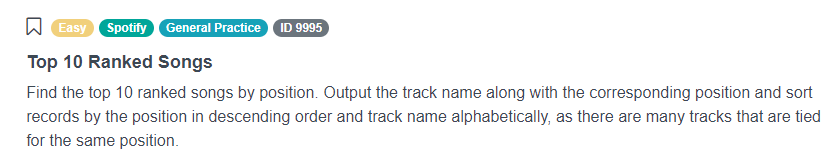 Easy Spotify General Practice ID 9995
Top 10 Ranked Songs
Find the top 10 ranked songs by position. Output the track name along with the corresponding position and sort
records by the position in descending order and track name alphabetically, as there are many tracks that are tied
for the same position.